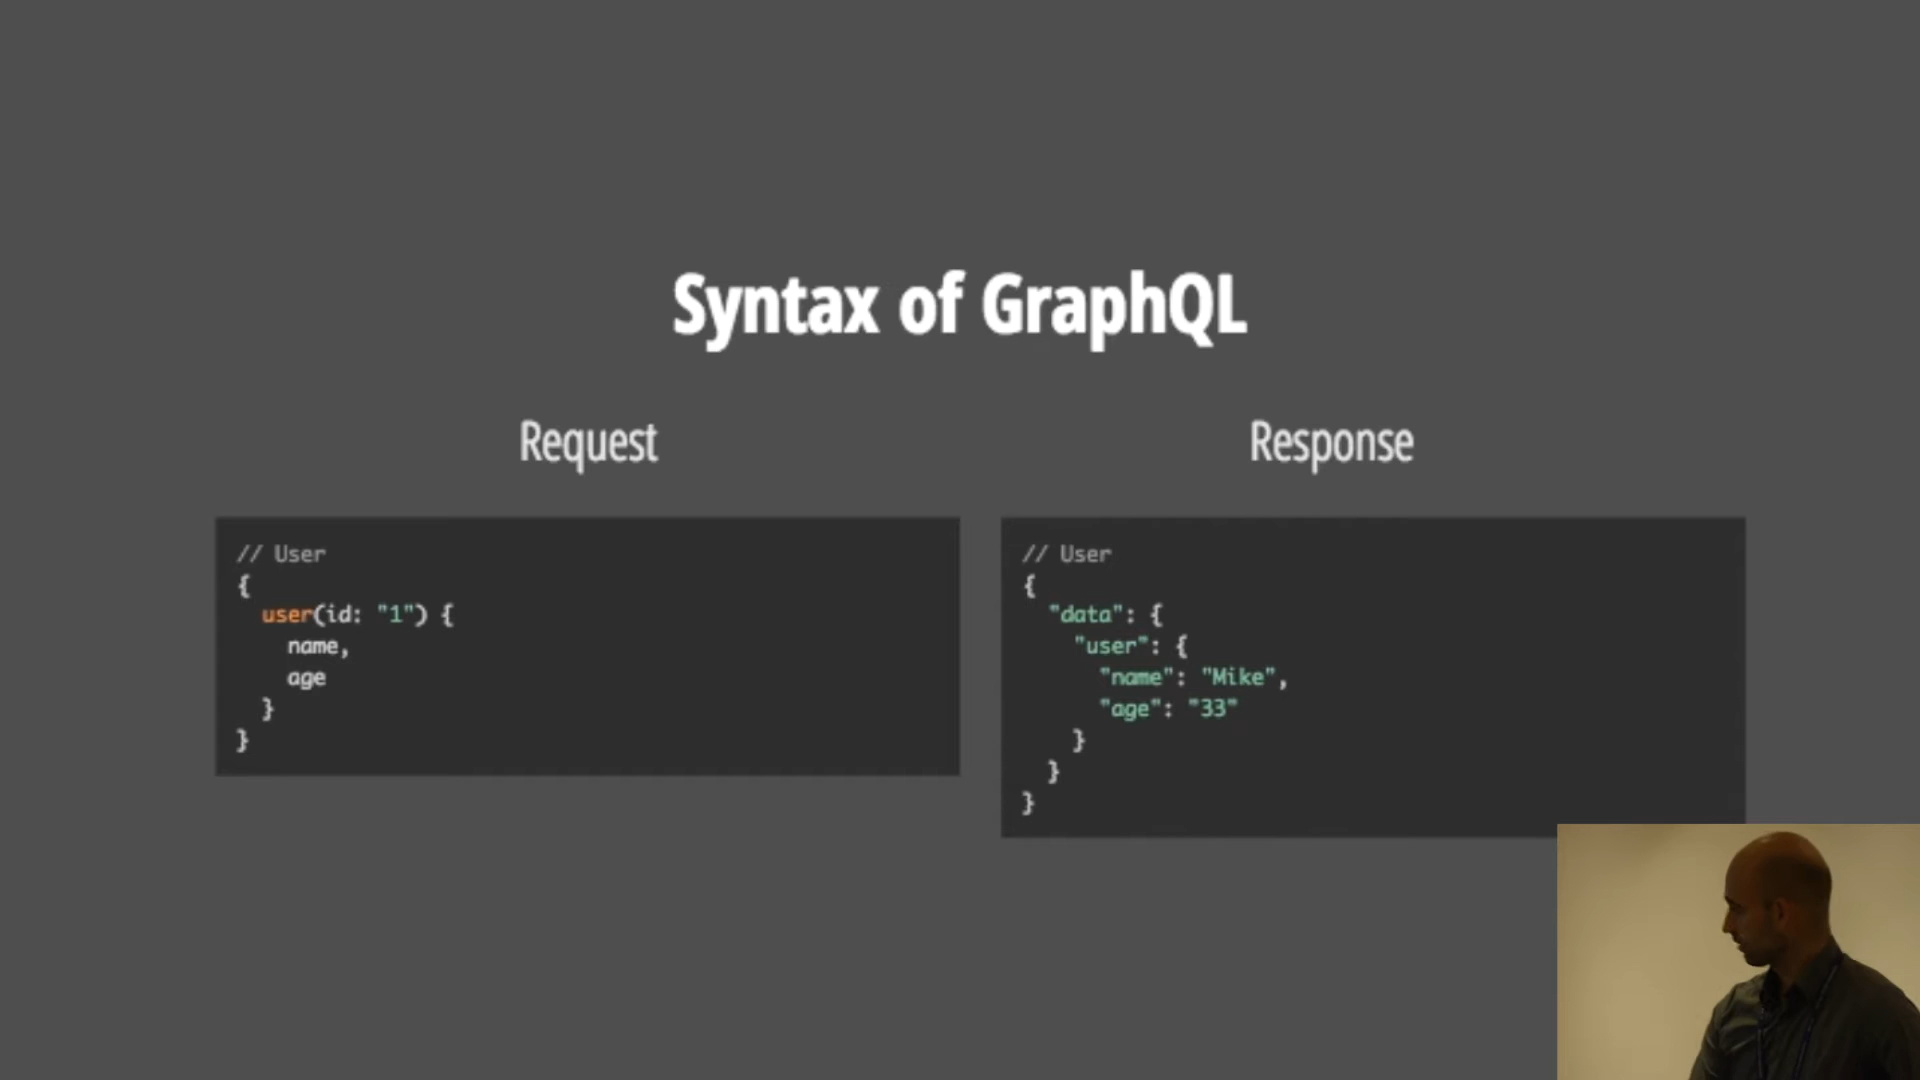 Syntax of GraphQL
Request
// User
{
  user(id: "1") {
    name,
    age
  }
}
Response
// User
{
  "data": {
    "user": {
      "name": "Mike",
      "age": "33"
    }
  }
}